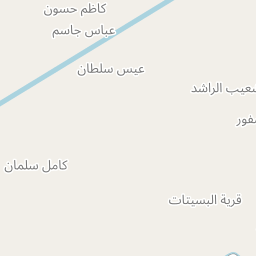 كاظم حسون
عباس جاسم
عيس سلطان
شعيب الراشد
كامل سلمان
قرية البسيتات